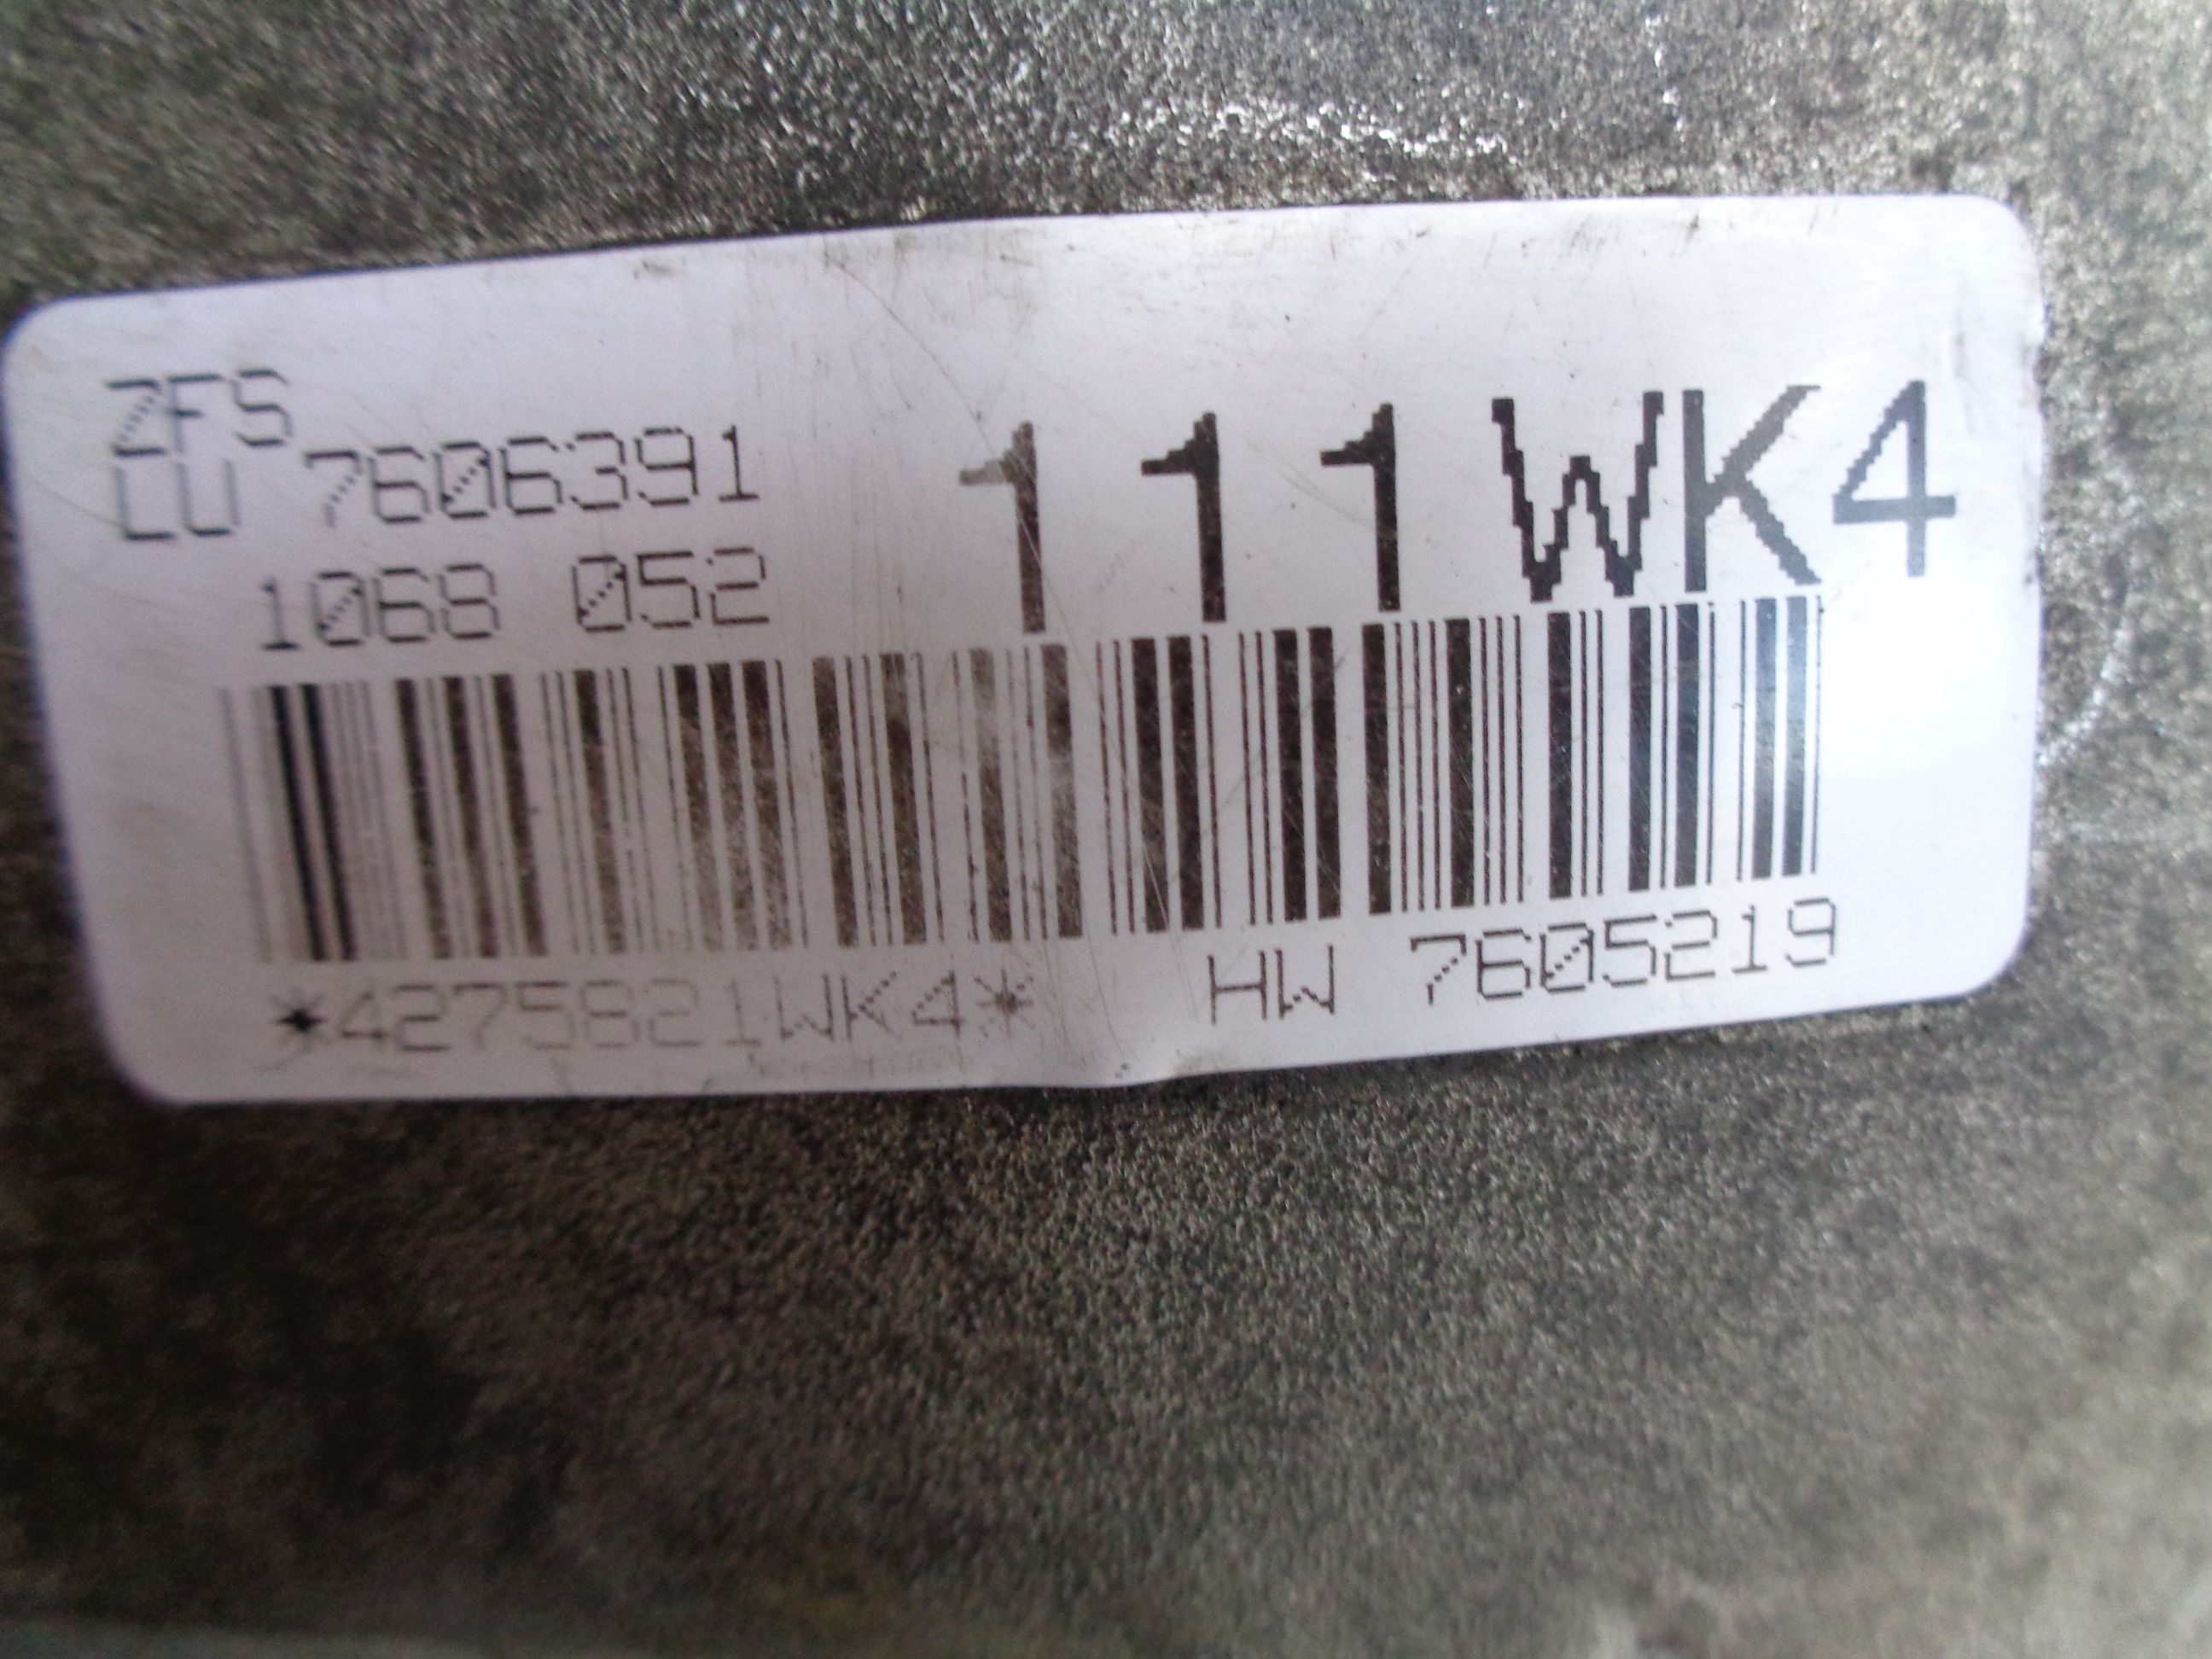 ZFS
LU 7606391
1068 052
111WK4
*4275821WK4*
HW 7605219